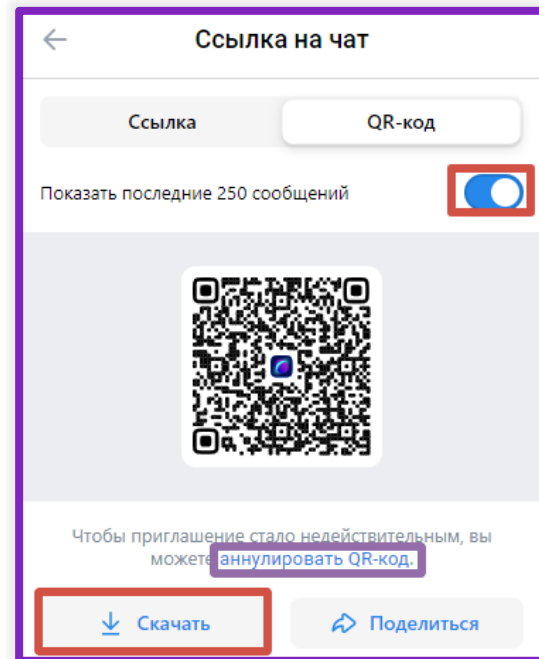 Ссылка на чат
Ссылка QR-код
Показать последние 250 сообщений
Чтобы приглашение стало недействительным, вы
можете аннулировать QR-код.
Скачать Поделиться